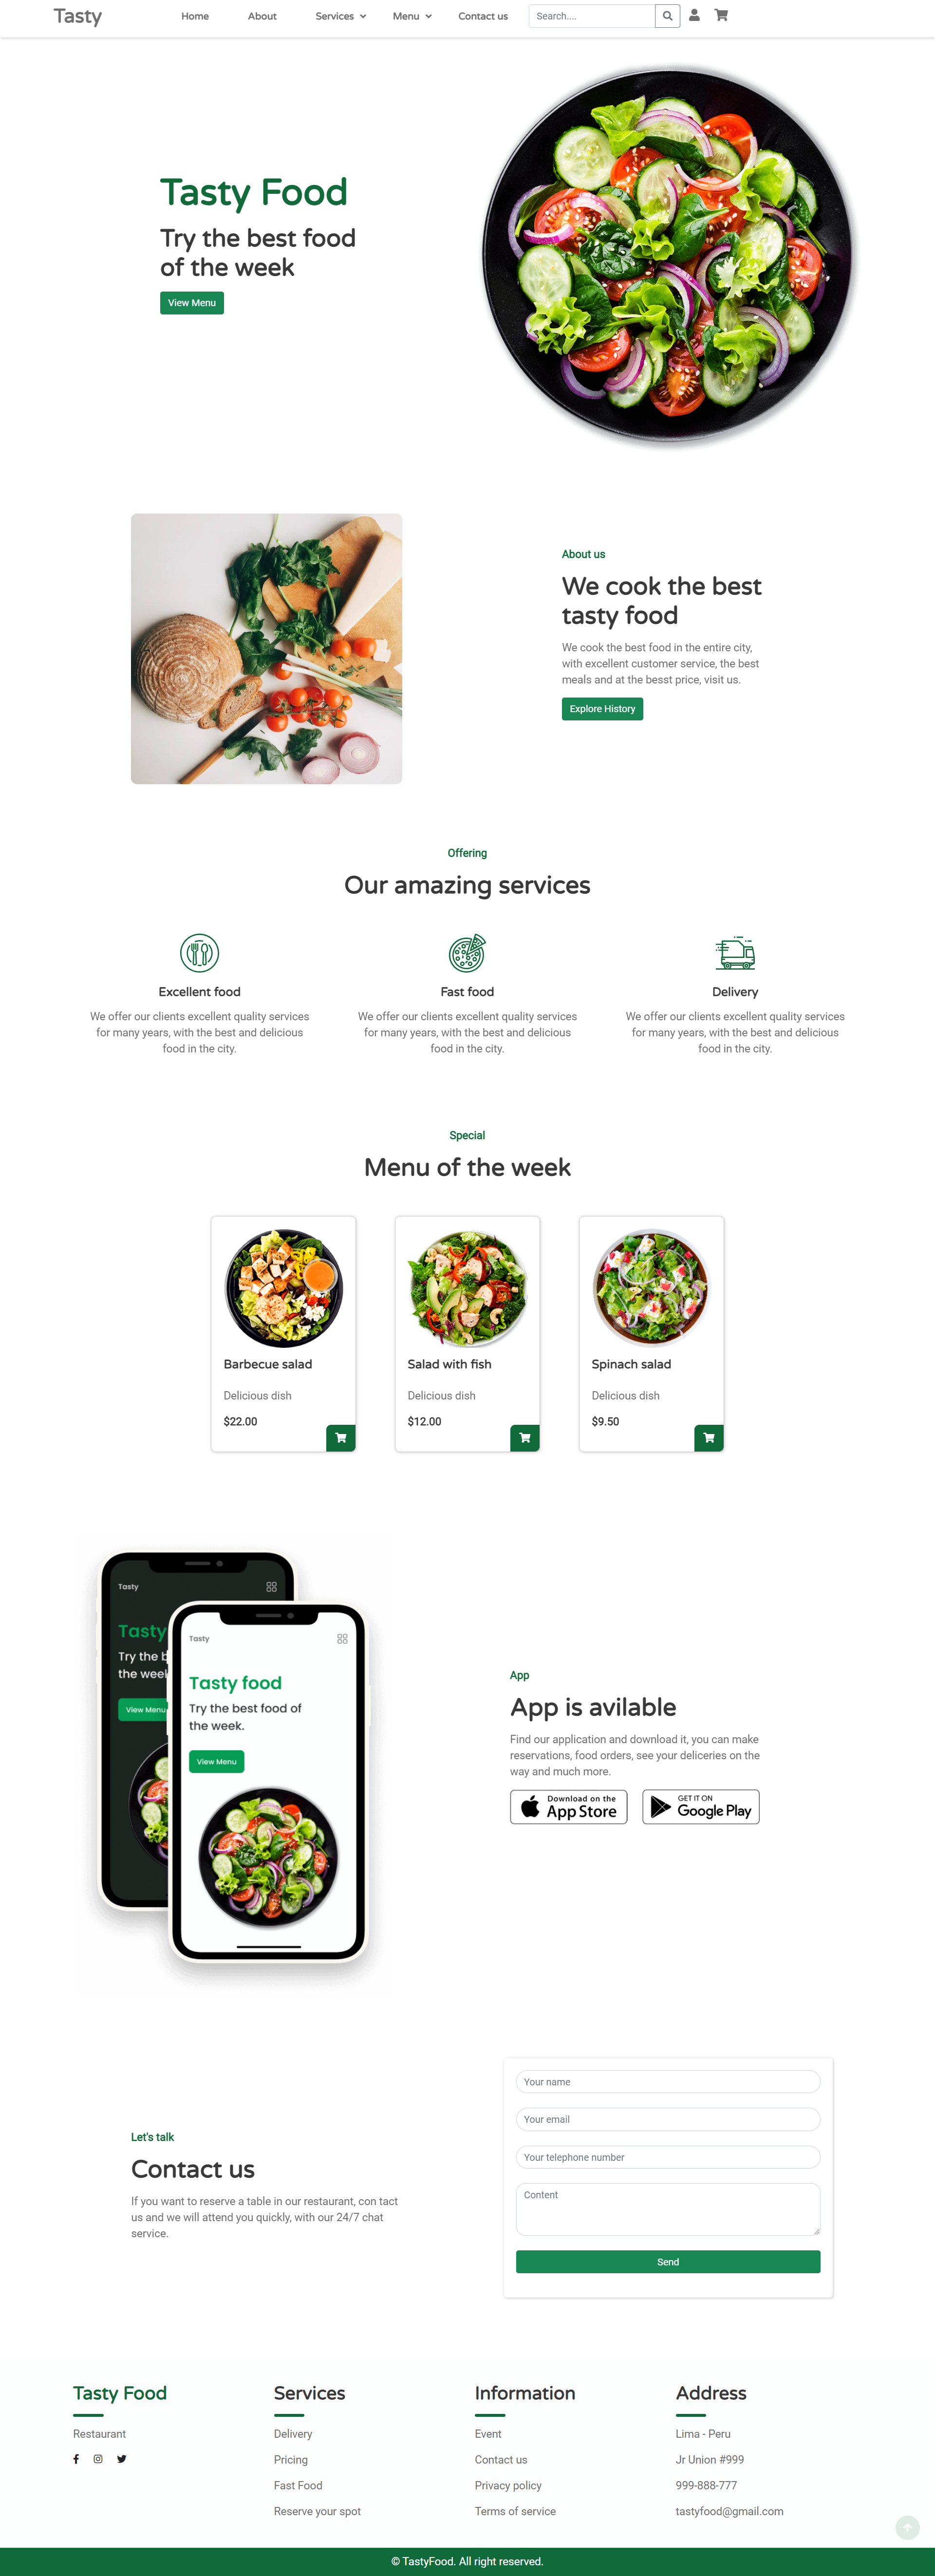 Tasty
Home
About
Services
Menu
Contact us
Search....
Tasty Food
Try the best food
of the week
View Menu
About us
We cook the best
tasty food
We cook the best food in the entire city,
with excellent customer service, the best
meals and at the besst price, visit us.
Explore History
Offering
Our amazing services
Excellent food
We offer our clients excellent quality services
for many years, with the best and delicious
food in the city.
Fast food
We offer our clients excellent quality services
for many years, with the best and delicious
food in the city.
Delivery
We offer our clients excellent quality services
for many years, with the best and delicious
food in the city.
Special
Menu of the week
Barbecue salad
Delicious dish
$22.00
Salad with fish
Delicious dish
$12.00
Spinach salad
Delicious dish
$9.50
Tasty
Tasty
Try the b
the week
View Menu
Tasty
Tasty food
Try the best food of
the week.
View Menu
App
App is avilable
Find our application and download it, you can make
reservations, food orders, see your deliceries on the
way and much more.
Download on the
App Store
GET IT ON
Google Play
Let's talk
Contact us
If you want to reserve a table in our restaurant, con tact
us and we will attend you quickly, with our 24/7 chat
service.
Your name
Your email
Your telephone number
Content
Send
Tasty Food
Restaurant
Services
Delivery
Pricing
Fast Food
Reserve your spot
Information
Event
Contact us
Privacy policy
Terms of service
Address
Lima - Peru
Jr Union #999
999-888-777
tastyfood@gmail.com
© TastyFood. All right reserved.